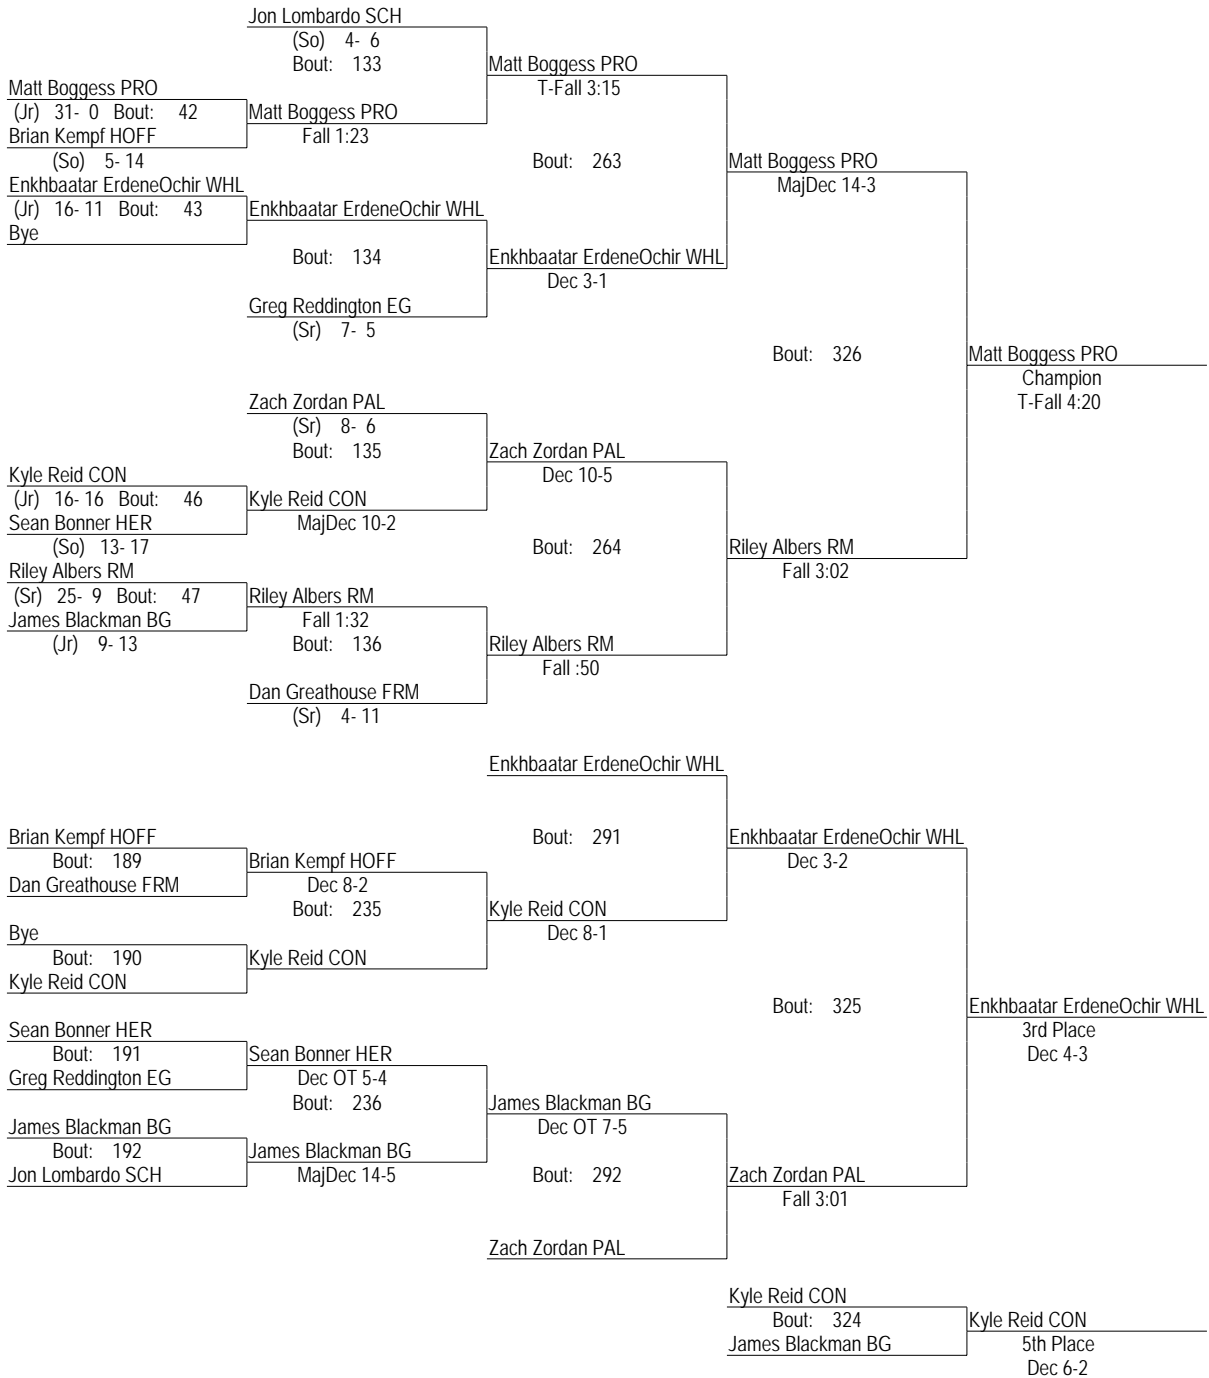 Jon Lombardo SCH
(So) 4- 6
Bout: 133
Matt Boggess PRO
T-Fall 3:15
Matt Boggess PRO
(Jr) 31- 0 Bout: 42
Matt Boggess PRO
Fall 1:23
Brian Kempf HOFF
(So) 5- 14
Bout: 263
Matt Boggess PRO
MajDec 14-3
Enkhbaatar ErdeneOchir WHL
(Jr) 16- 11 Bout: 43
Enkhbaatar ErdeneOchir WHL
Bye
Bout: 134
Enkhbaatar ErdeneOchir WHL
Dec 3-1
Greg Reddington EG
(Sr) 7- 5
Bout: 326
Matt Boggess PRO
Champion
T-Fall 4:20
Zach Zordan PAL
(Sr) 8- 6
Bout: 135
Zach Zordan PAL
Dec 10-5
Kyle Reid CON
(Jr) 16- 16 Bout: 46
Kyle Reid CON
MajDec 10-2
Sean Bonner HER
(So) 13- 17
Bout: 264
Riley Albers RM
Fall 3:02
Riley Albers RM
(Sr) 25- 9 Bout: 47
Riley Albers RM
Fall 1:32
James Blackman BG
(Jr) 9- 13
Bout: 136
Riley Albers RM
Fall :50
Dan Greathouse FRM
(Sr) 4- 11
Enkhbaatar ErdeneOchir WHL
Bout: 291
Enkhbaatar ErdeneOchir WHL
Dec 3-2
Brian Kempf HOFF
Bout: 189
Brian Kempf HOFF
Dec 8-2
Dan Greathouse FRM
Bout: 235
Kyle Reid CON
Dec 8-1
Bye
Bout: 190
Kyle Reid CON
Kyle Reid CON
Bout: 325
Enkhbaatar ErdeneOchir WHL
3rd Place
Dec 4-3
Sean Bonner HER
Bout: 191
Sean Bonner HER
Dec OT 5-4
Greg Reddington EG
Bout: 236
James Blackman BG
Dec OT 7-5
James Blackman BG
Bout: 192
James Blackman BG
MajDec 14-5
Jon Lombardo SCH
Bout: 292
Zach Zordan PAL
Fall 3:01
Zach Zordan PAL
Kyle Reid CON
Bout: 324
Kyle Reid CON
5th Place
Dec 6-2
James Blackman BG